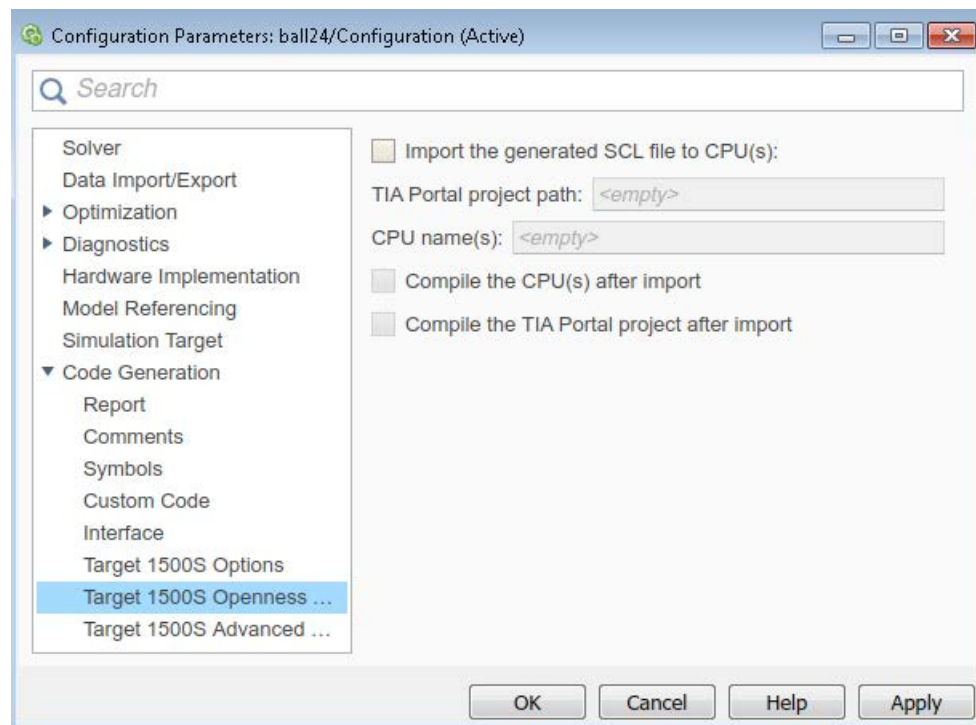 Configuration Parameters: ball24/Configuration (Active)
Search
Solver
Data Import/Export
Optimization
Diagnostics
Hardware Implementation
Model Referencing
Simulation Target
Code Generation
Report
Comments
Symbols
Custom Code
Interface
Target 1500S Options
Target 1500S Openness ...
Target 1500S Advanced ...
Import the generated SCL file to CPU(s):
TIA Portal project path: <empty>
CPU name(s): <empty>
Compile the CPU(s) after import
Compile the TIA Portal project after import
OK Cancel Help Apply